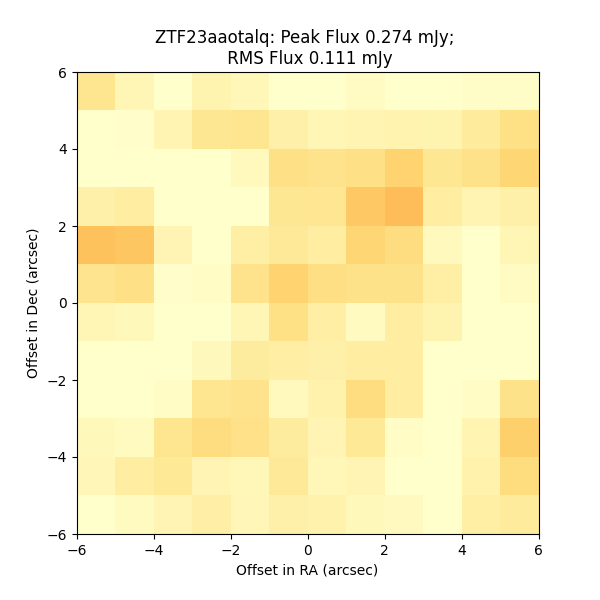 ZTF23aaotalq: Peak Flux 0.274 mJy;
RMS Flux 0.111 mJy
6
4
2
0
−2
−4
−6
Offset in Dec (arcsec)
−6 −4 −2 0 2 4 6
Offset in RA (arcsec)